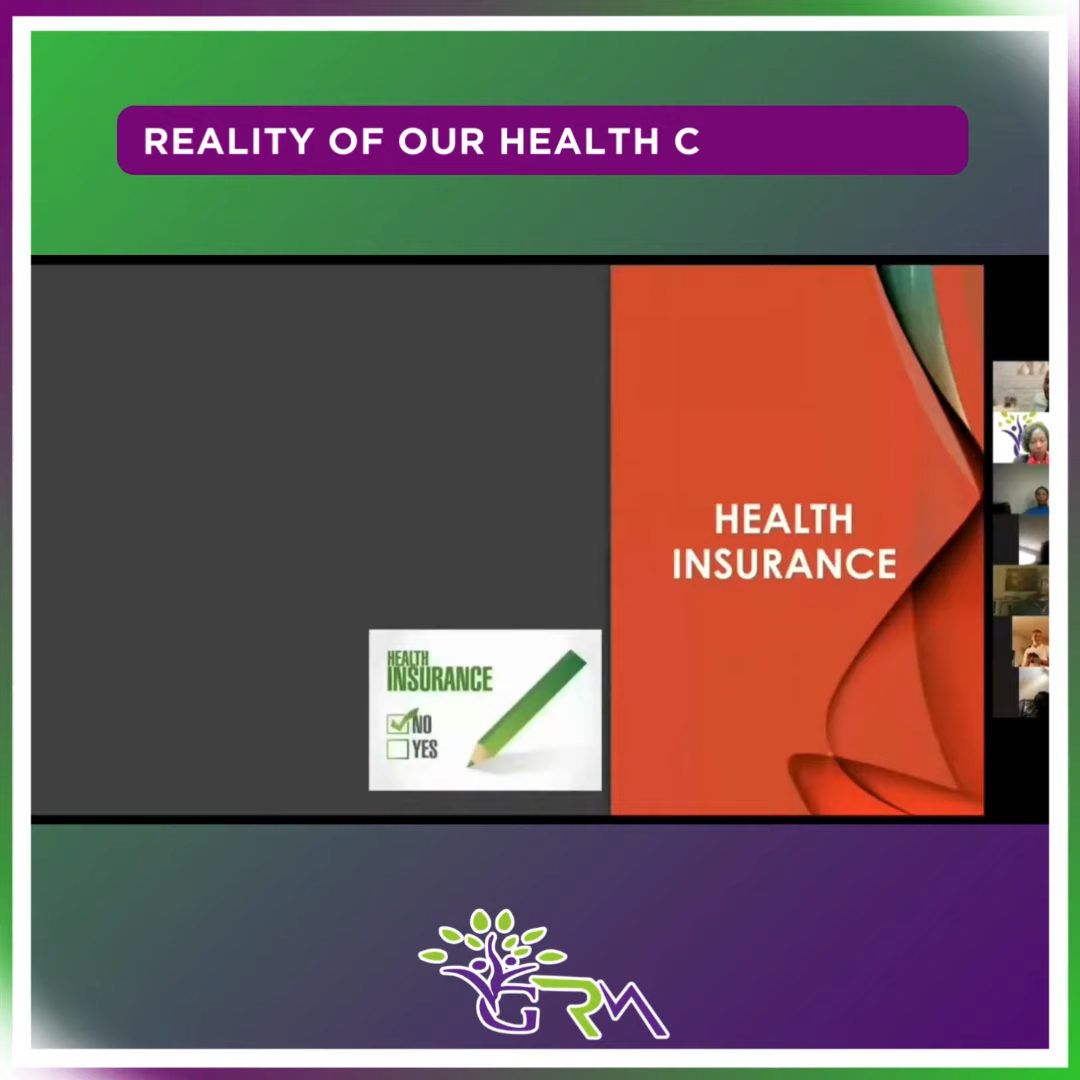 REALITY OF OUR HEALTH C
HEALTH
INSURANCE
NO
YES
HEALTH
INSURANCE
GRM